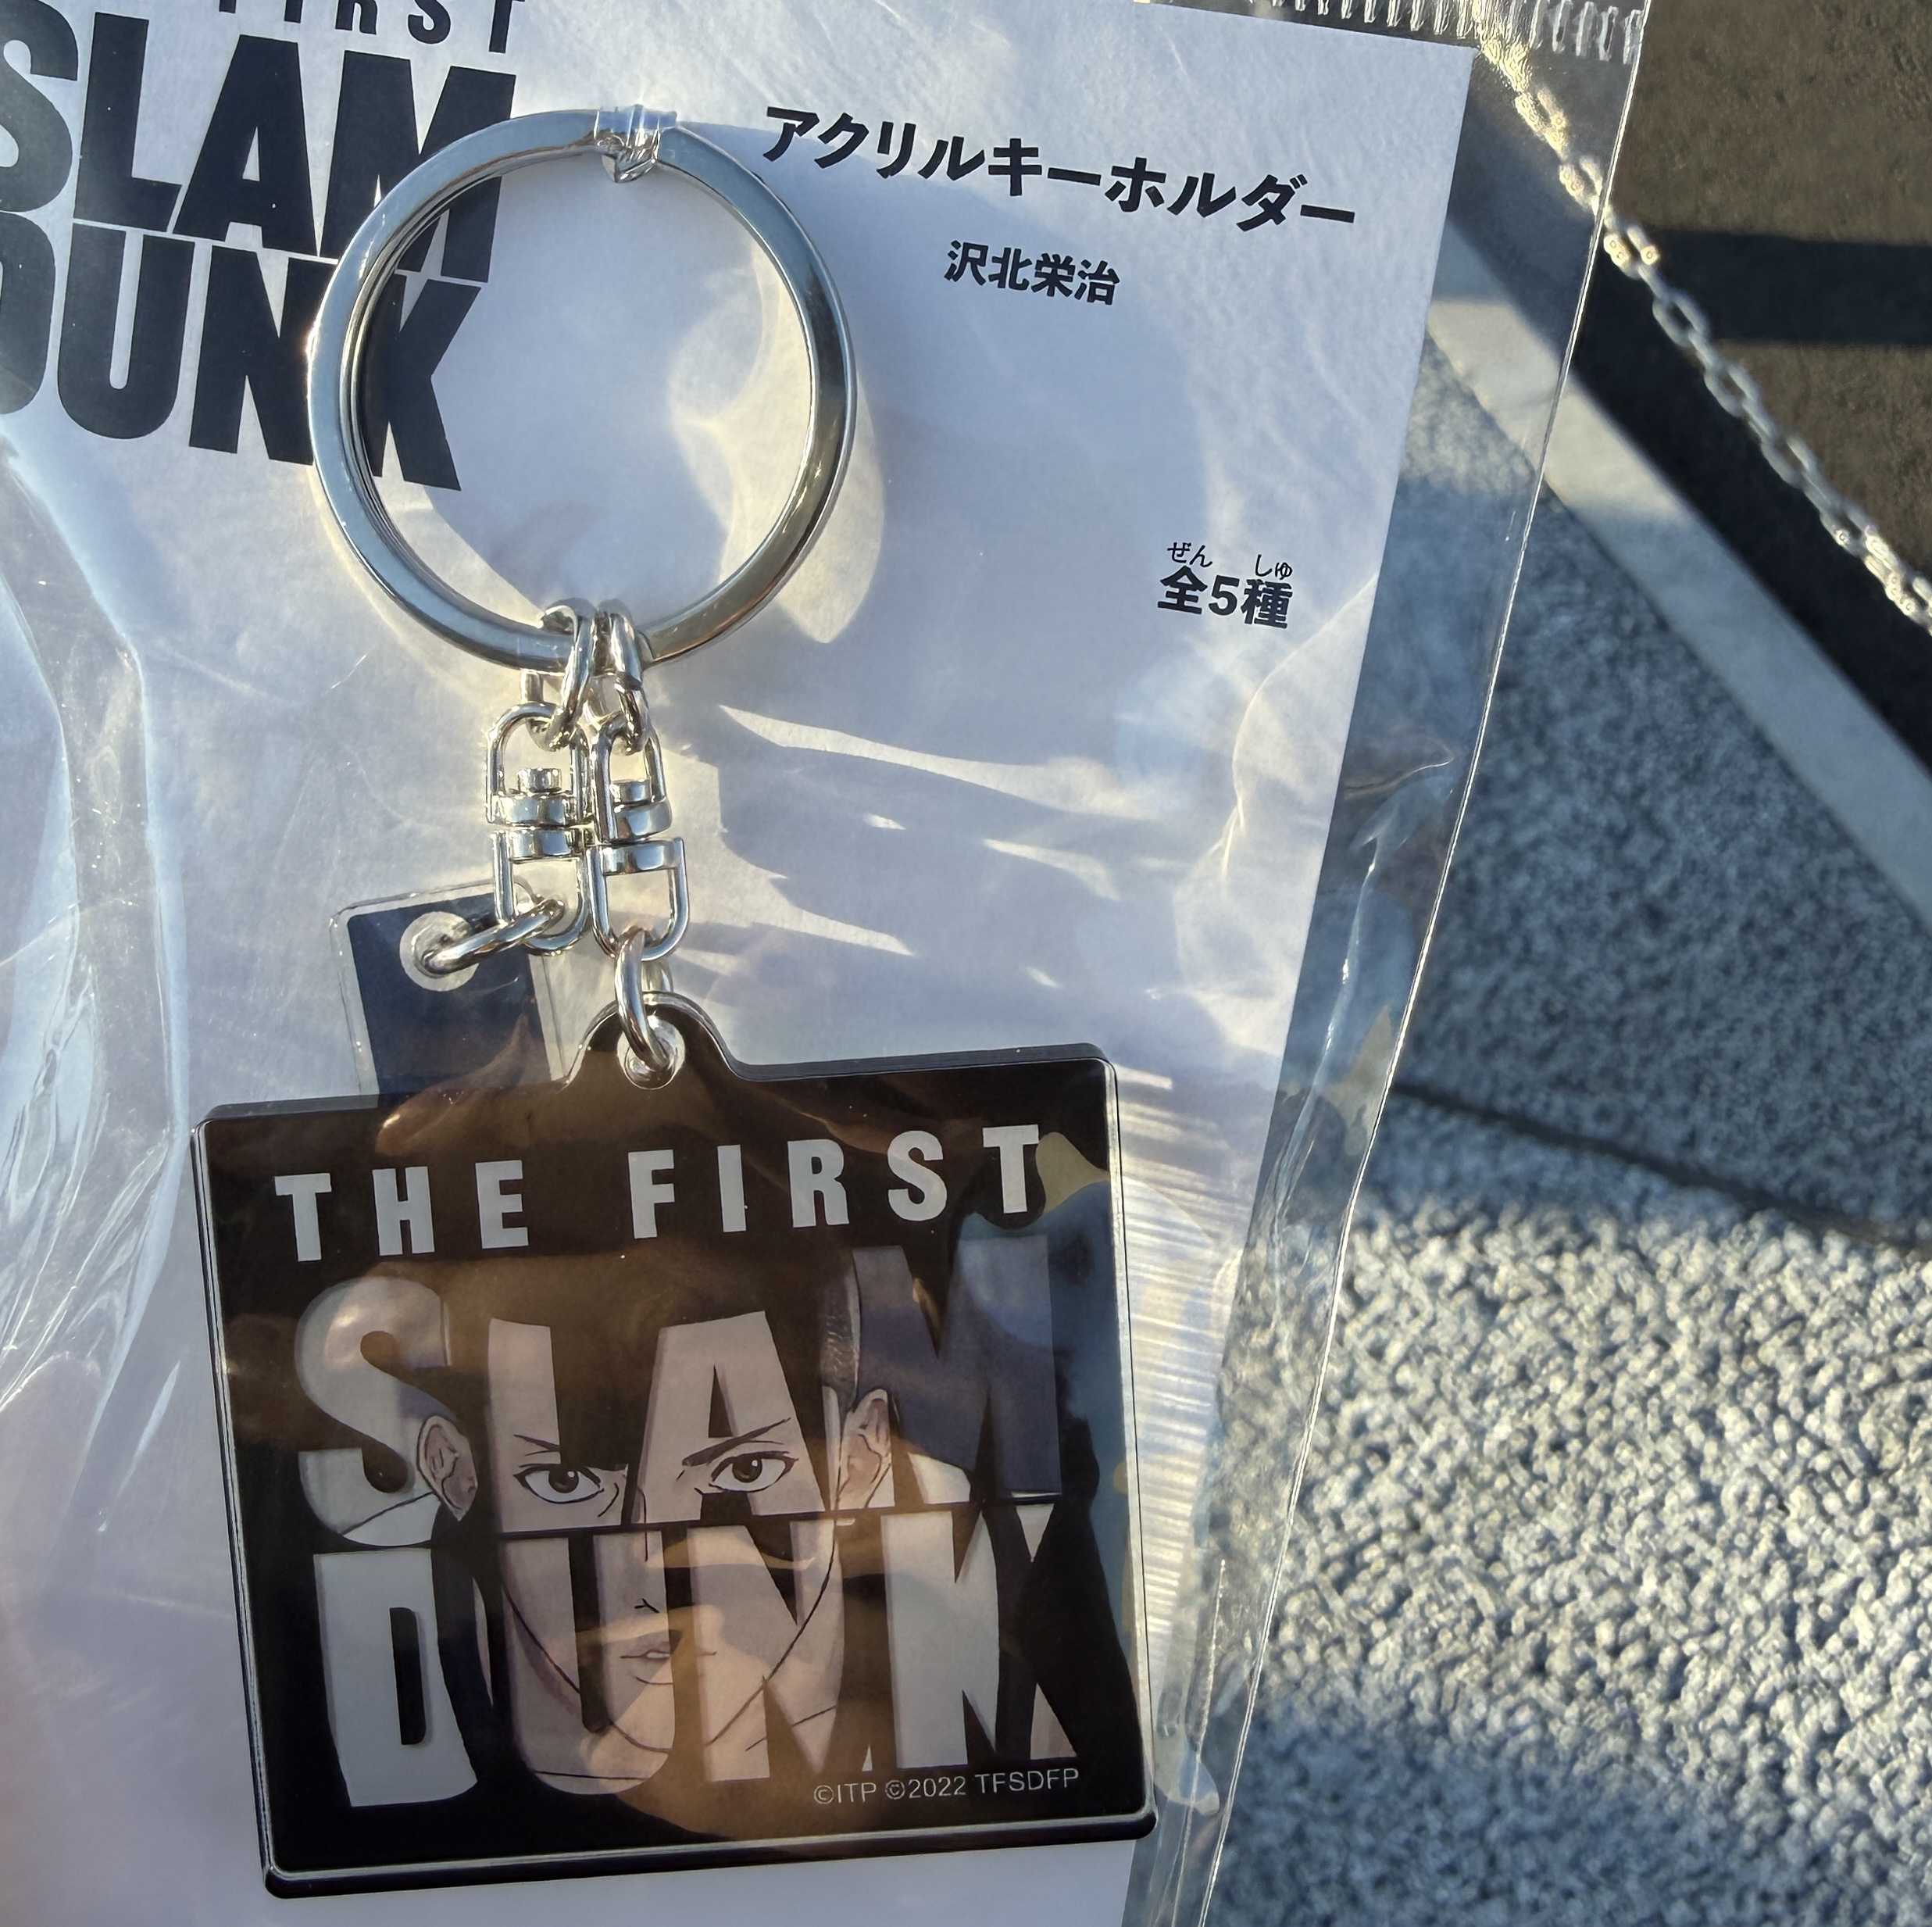 FIRST
SLAM
DUNK
アクリルキーホルダー
沢北栄治
ぜん しゅ
全5種
THE FIRST
SLAM
DUNK
©ITP ©2022 TFSDFP